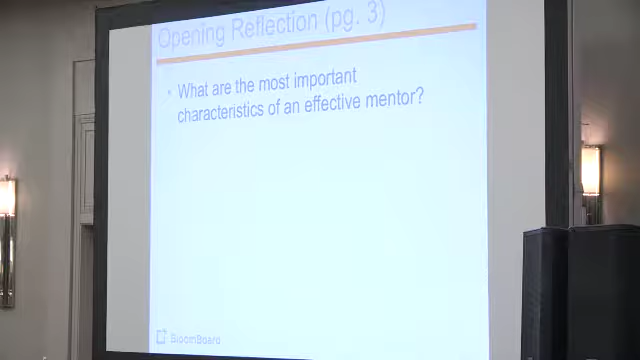 Opening Reflection (pg. 3)
• What are the most important
characteristics of an effective mentor?
BloomBoard